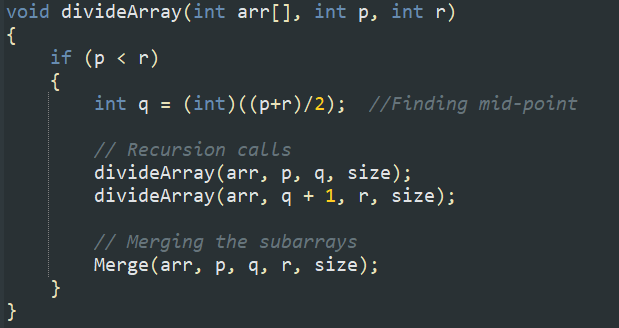 void divideArray(int arr[], int p, int r)
{
if (p < r)
{
int q = (int)((p+r)/2); //Finding mid-point
// Recursion calls
divideArray(arr, p, q, size);
divideArray(arr, q + 1, r, size);
// Merging the subarrays
Merge(arr, p, q, r, size);
}
}